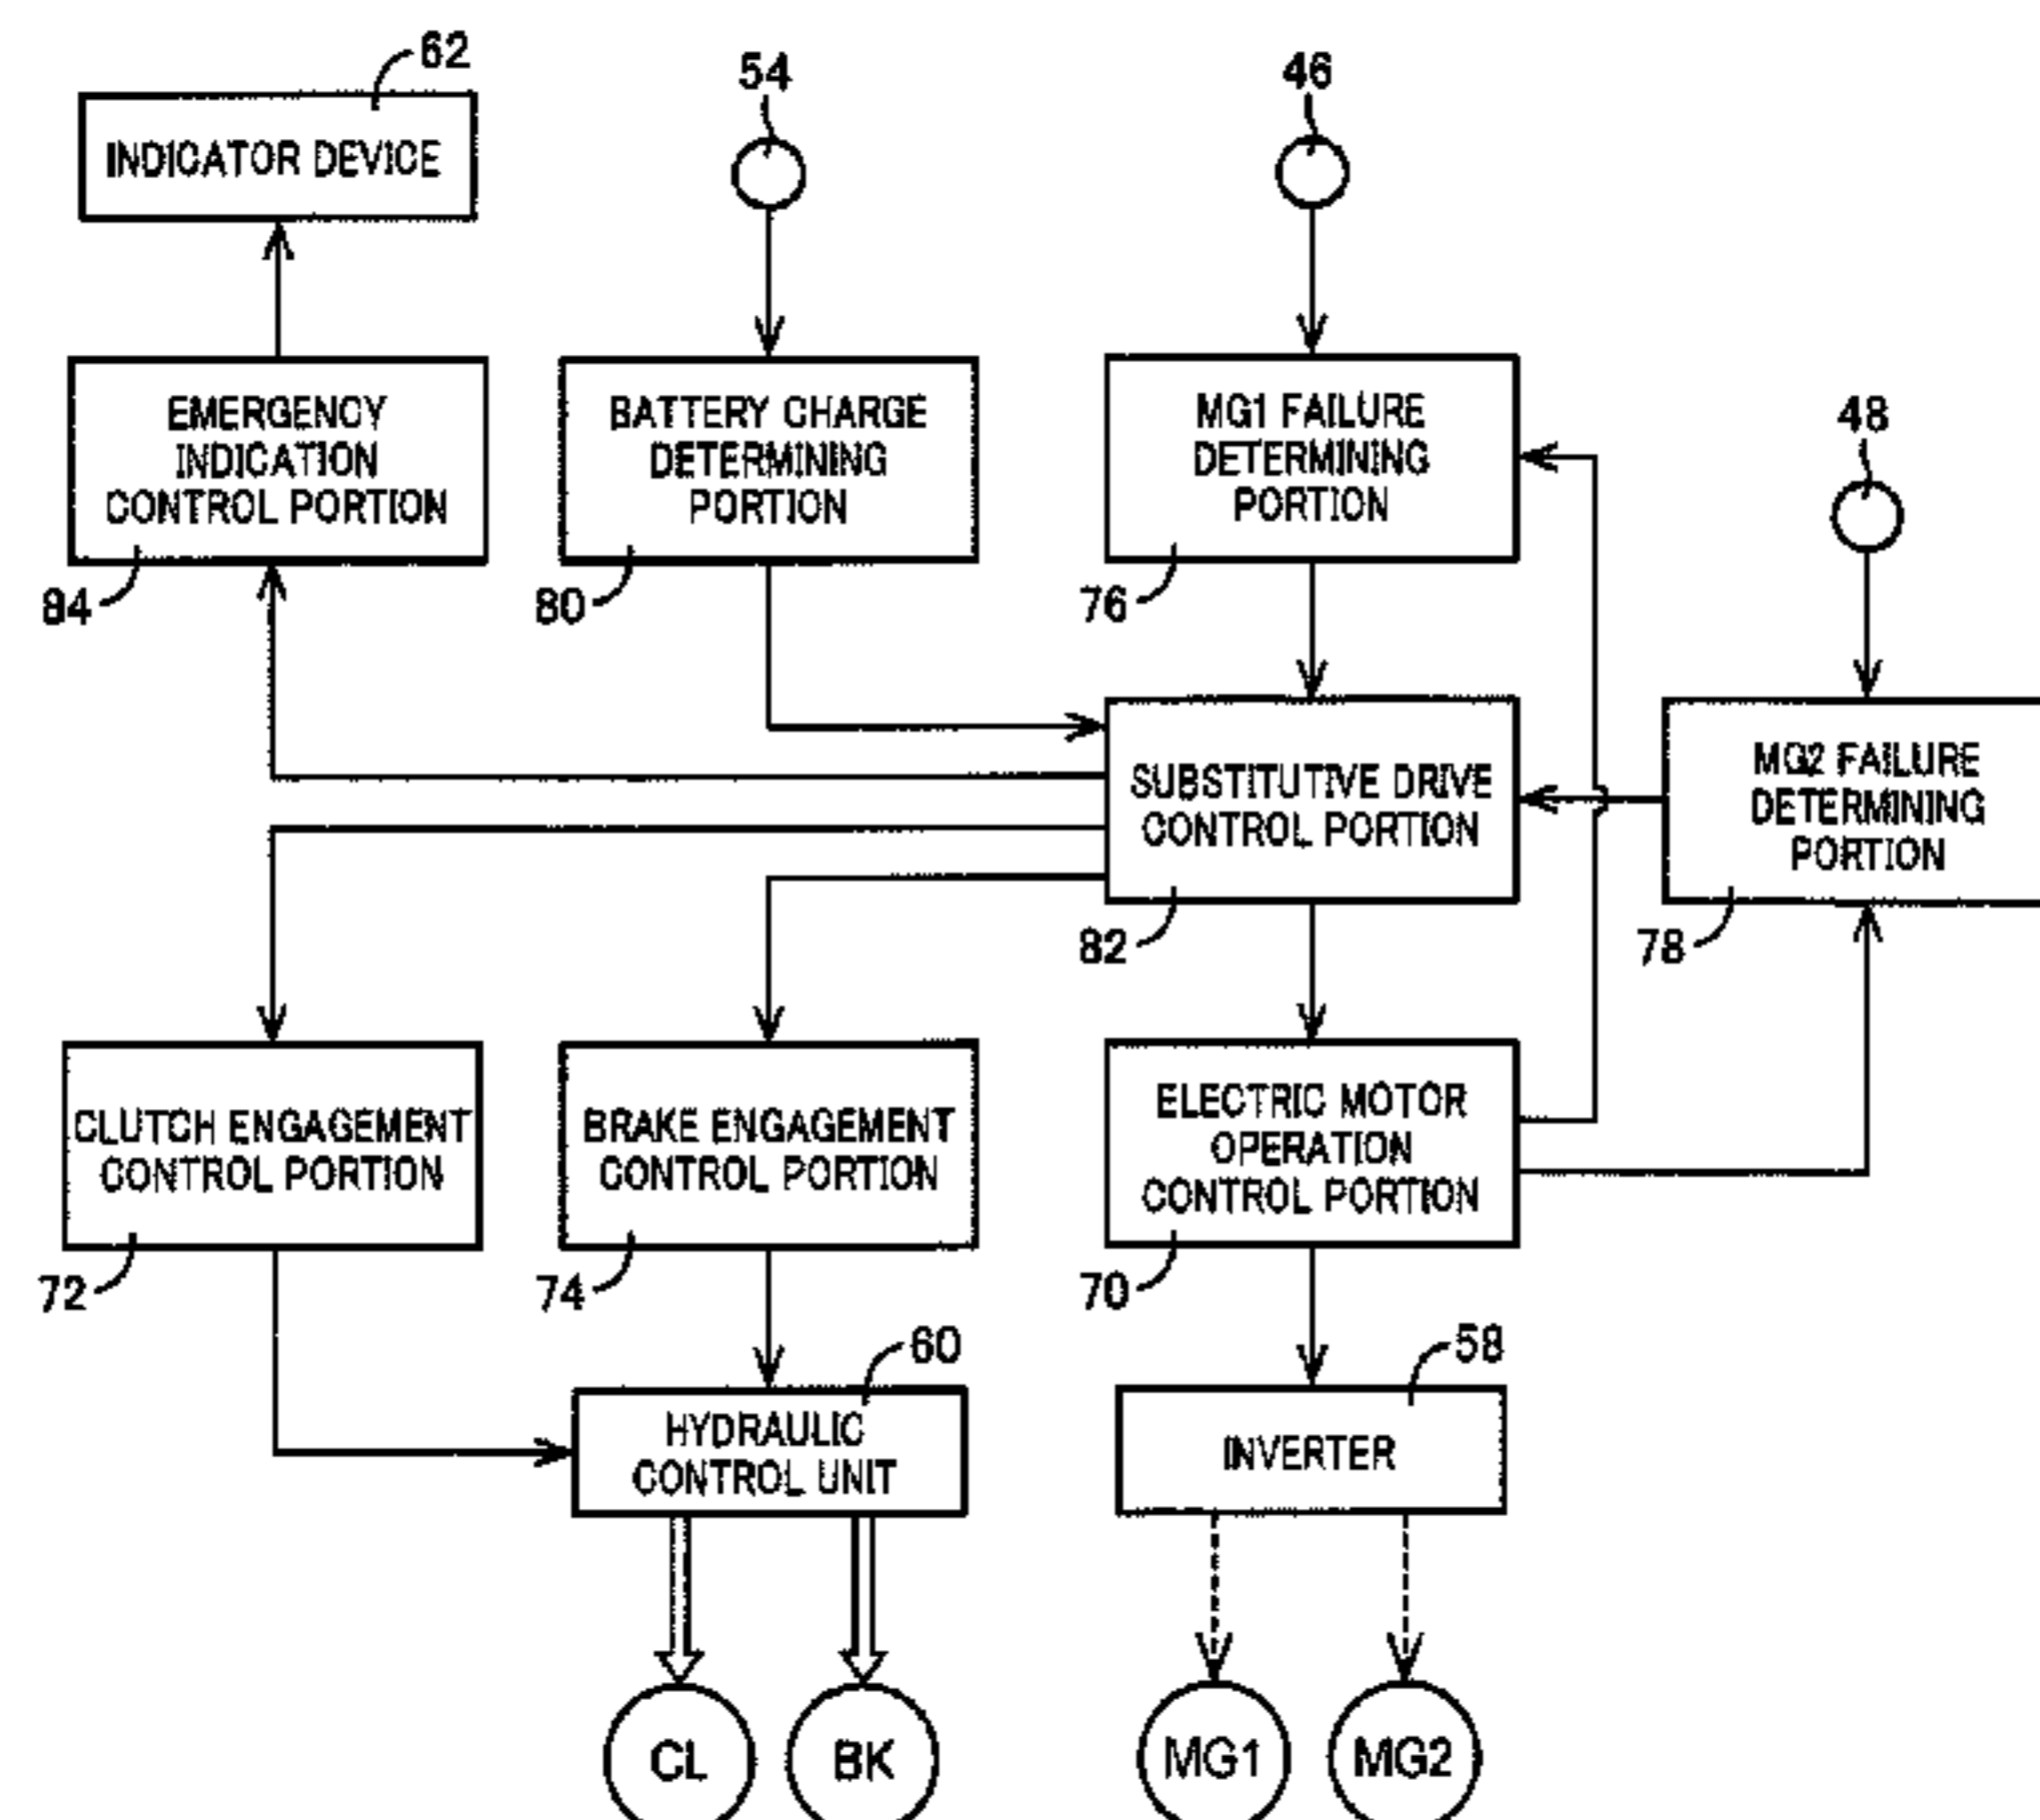 62
54
46
INDICATOR DEVICE
EMERGENCY
INDICATION
CONTROL PORTION
84
BATTERY CHARGE
DETERMINING
PORTION
80
MG1 FAILURE
DETERMINING
PORTION
76
48
SUBSTITUTIVE DRIVE
CONTROL PORTION
82
MG2 FAILURE
DETERMINING
PORTION
78
CLUTCH ENGAGEMENT
CONTROL PORTION
72
BRAKE ENGAGEMENT
CONTROL PORTION
74
ELECTRIC MOTOR
OPERATION
CONTROL PORTION
70
60
HYDRAULIC
CONTROL UNIT
58
INVERTER
CL
BK
MG1
MG2